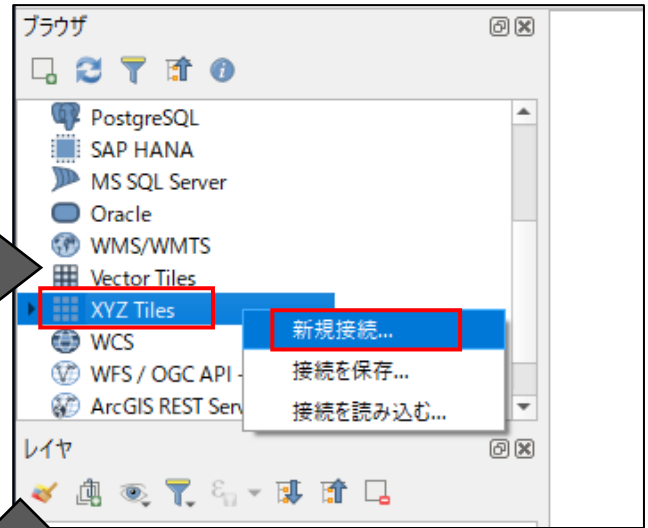 ブラウザ
PostgreSQL
SAP HANA
MS SQL Server
Oracle
WMS/WMTS
Vector Tiles
XYZ Tiles
新規接続...
WCS
WFS / OGC API -
接続を保存...
ArcGIS REST Serv
接続を読み込む...
レイヤ